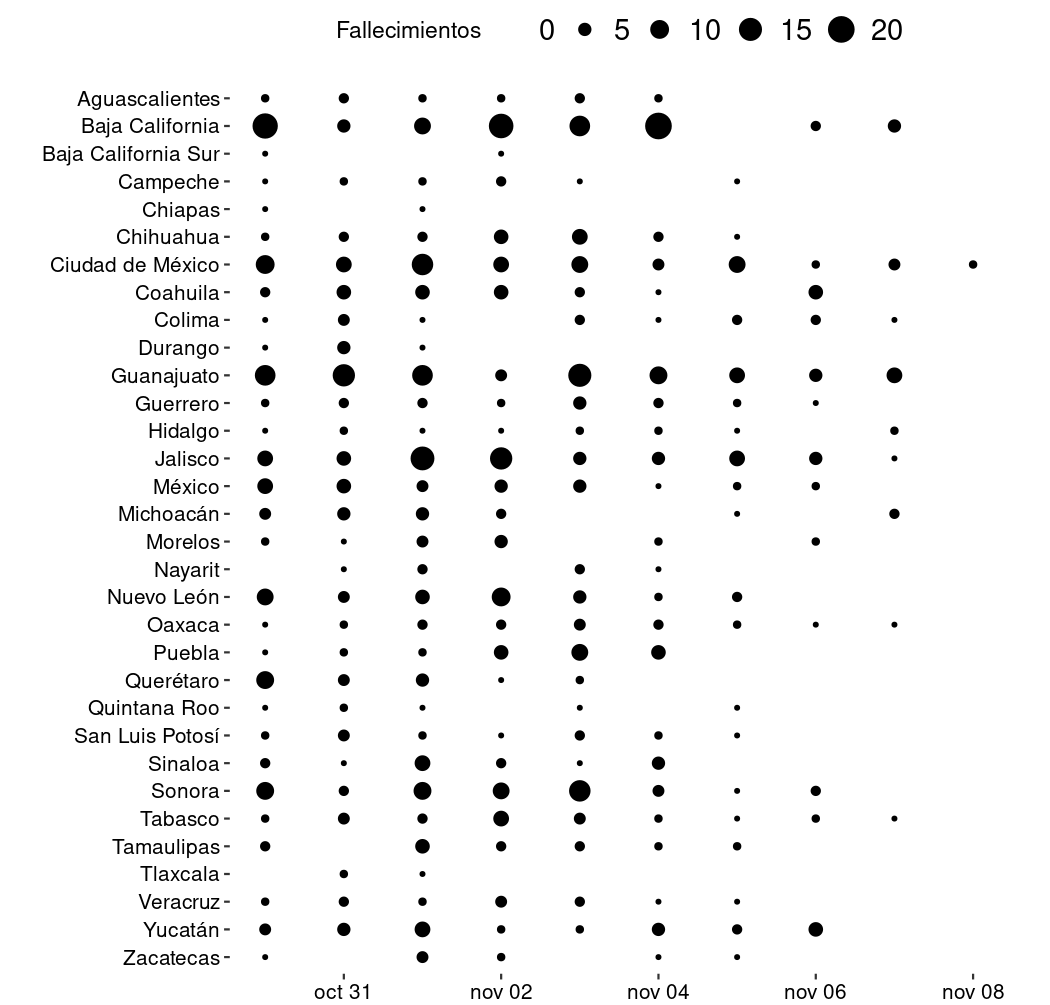 Fallecimientos 0 5 10 15 20
Aguascalientes
Baja California
Baja California Sur
Campeche
Chiapas
Chihuahua
Ciudad de México
Coahuila
Colima
Durango
Guanajuato
Guerrero
Hidalgo
Jalisco
México
Michoacán
Morelos
Nayarit
Nuevo León
Oaxaca
Puebla
Querétaro
Quintana Roo
San Luis Potosí
Sinaloa
Sonora
Tabasco
Tamaulipas
Tlaxcala
Veracruz
Yucatán
Zacatecas
oct 31 nov 02 nov 04 nov 06 nov 08